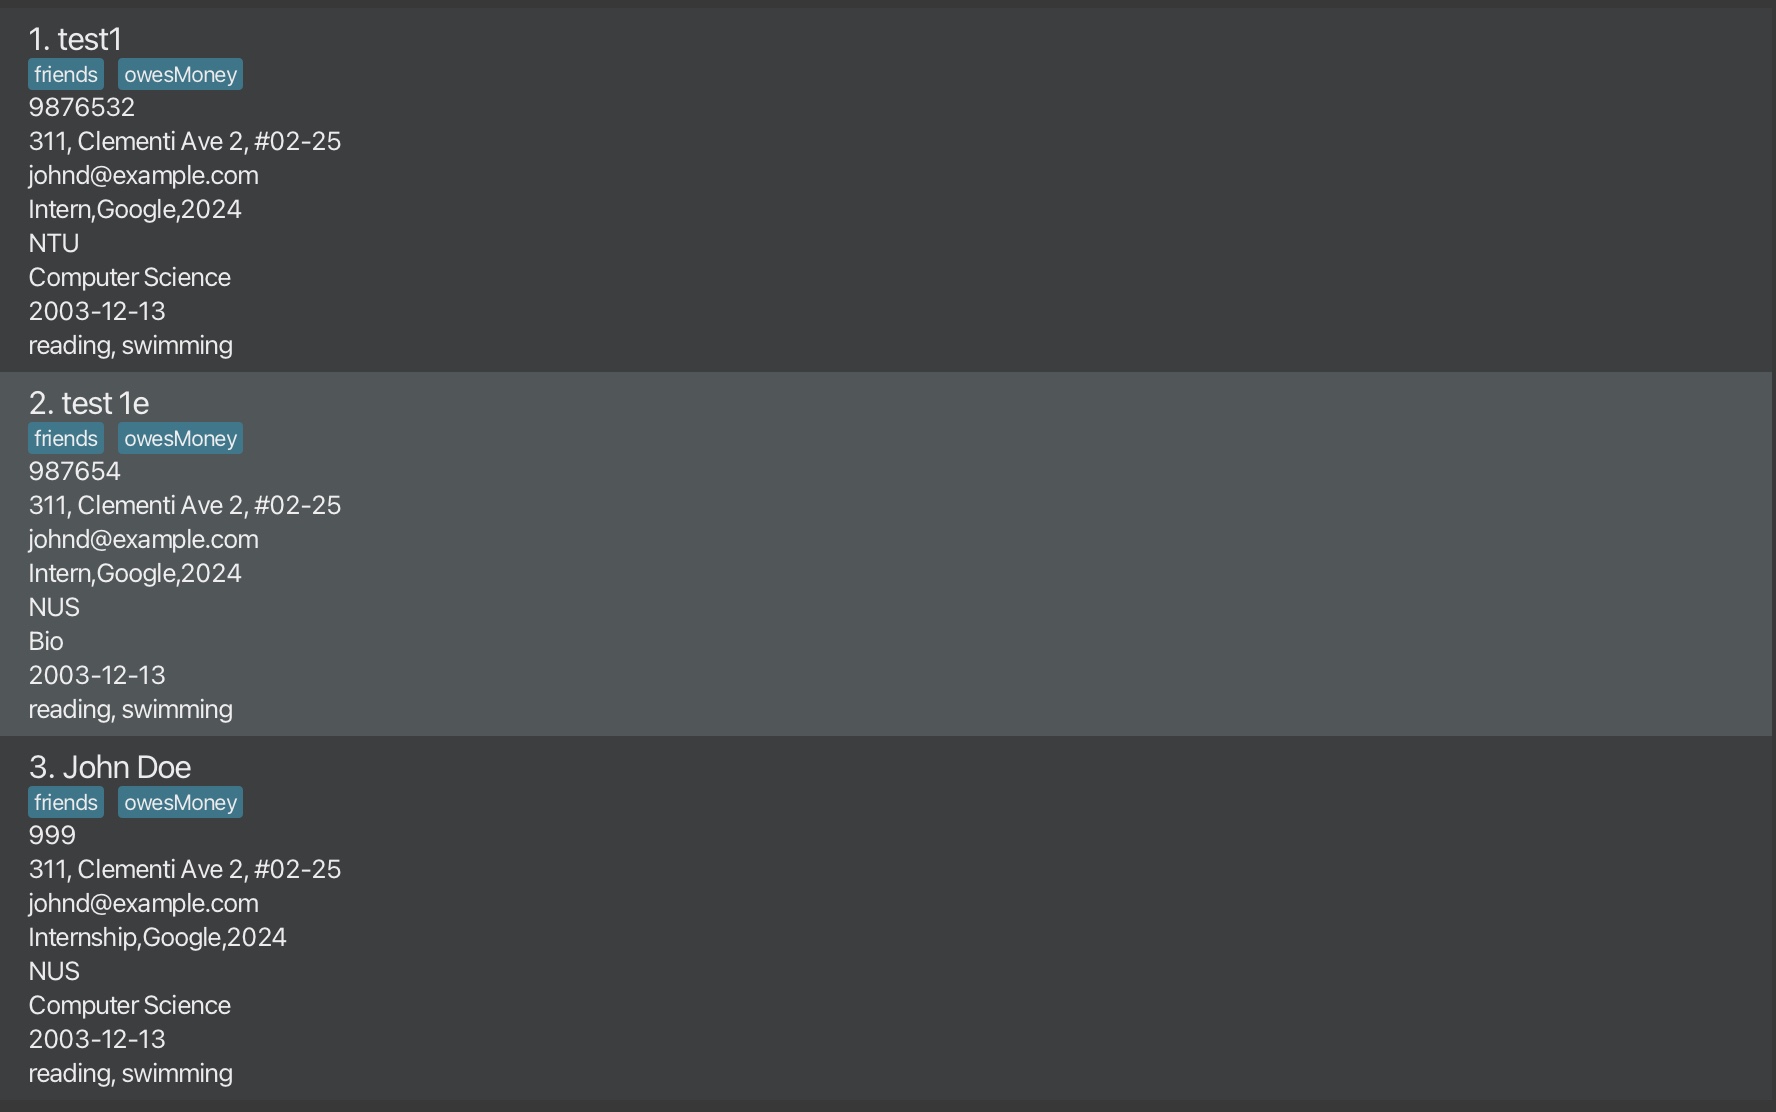 1. test1
friends owesMoney
9876532
311, Clementi Ave 2, #02-25
johnd@example.com
Intern,Google,2024
NTU
Computer Science
2003-12-13
reading, swimming
2. test 1e
friends owesMoney
987654
311, Clementi Ave 2, #02-25
johnd@example.com
Intern,Google,2024
NUS
Bio
2003-12-13
reading, swimming
3. John Doe
friends owesMoney
999
311, Clementi Ave 2, #02-25
johnd@example.com
Internship,Google,2024
NUS
Computer Science
2003-12-13
reading, swimming